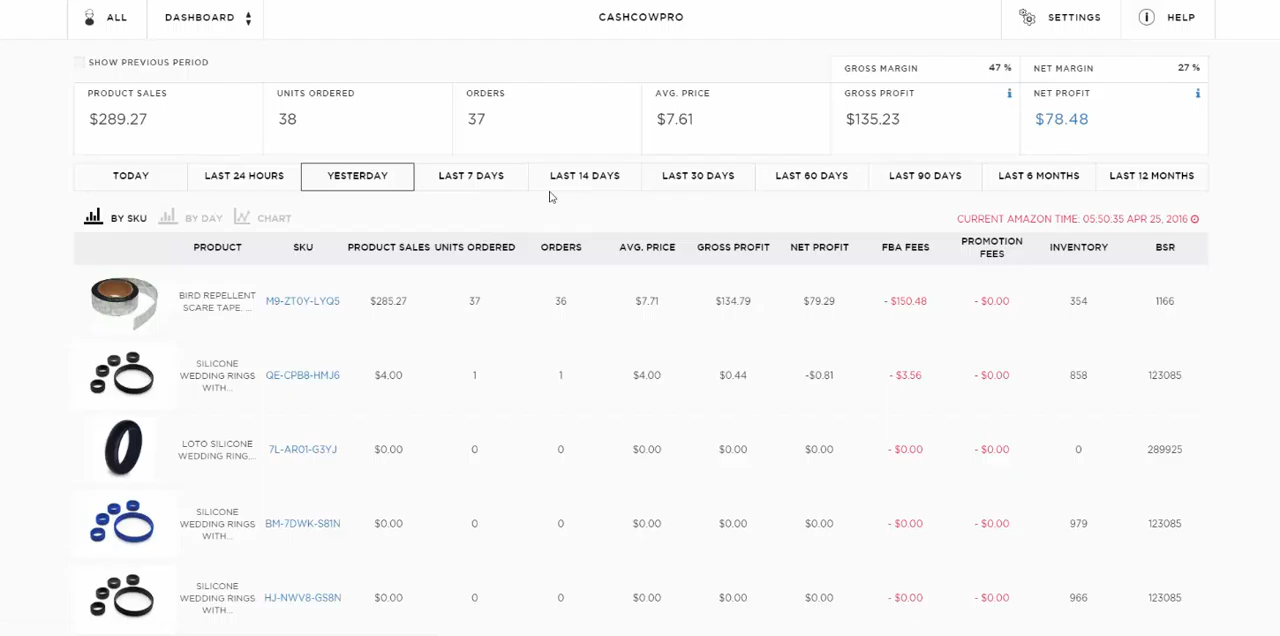 ALL
DASHBOARD
CASHCOWPRO
SETTINGS
HELP
SHOW PREVIOUS PERIOD
GROSS MARGIN 47 %
NET MARGIN 27 %
PRODUCT SALES
$289.27
UNITS ORDERED
38
ORDERS
37
AVG. PRICE
$7.61
GROSS PROFIT
$135.23
NET PROFIT
$78.48
TODAY
LAST 24 HOURS
YESTERDAY
LAST 7 DAYS
LAST 14 DAYS
LAST 30 DAYS
LAST 60 DAYS
LAST 90 DAYS
LAST 6 MONTHS
LAST 12 MONTHS
BY SKU
BY DAY
CHART
CURRENT AMAZON TIME: 05:50:35 APR 25, 2016
PRODUCT SKU PRODUCT SALES UNITS ORDERED ORDERS AVG. PRICE GROSS PROFIT NET PROFIT FBA FEES PROMOTION FEES INVENTORY BSR
BIRD REPELLENT
SCARE TAPE, ...
M9-ZT0Y-LYQ5 $285.27 37 36 $7.71 $134.79 $79.29 - $150.48 - $0.00 354 1166
SILICONE
WEDDING RINGS
WITH...
QE-CPB8-HMJ6 $4.00 1 1 $4.00 $0.44 -$0.81 - $3.56 - $0.00 858 123085
LOTO SILICONE
WEDDING RING,...
7L-AR01-G3YJ $0.00 0 0 $0.00 $0.00 $0.00 - $0.00 - $0.00 0 289925
SILICONE
WEDDING RINGS
WITH...
BM-7DWK-S81N $0.00 0 0 $0.00 $0.00 $0.00 - $0.00 - $0.00 979 123085
SILICONE
WEDDING RINGS
WITH...
HJ-NWV8-GS8N $0.00 0 0 $0.00 $0.00 $0.00 - $0.00 - $0.00 966 123085